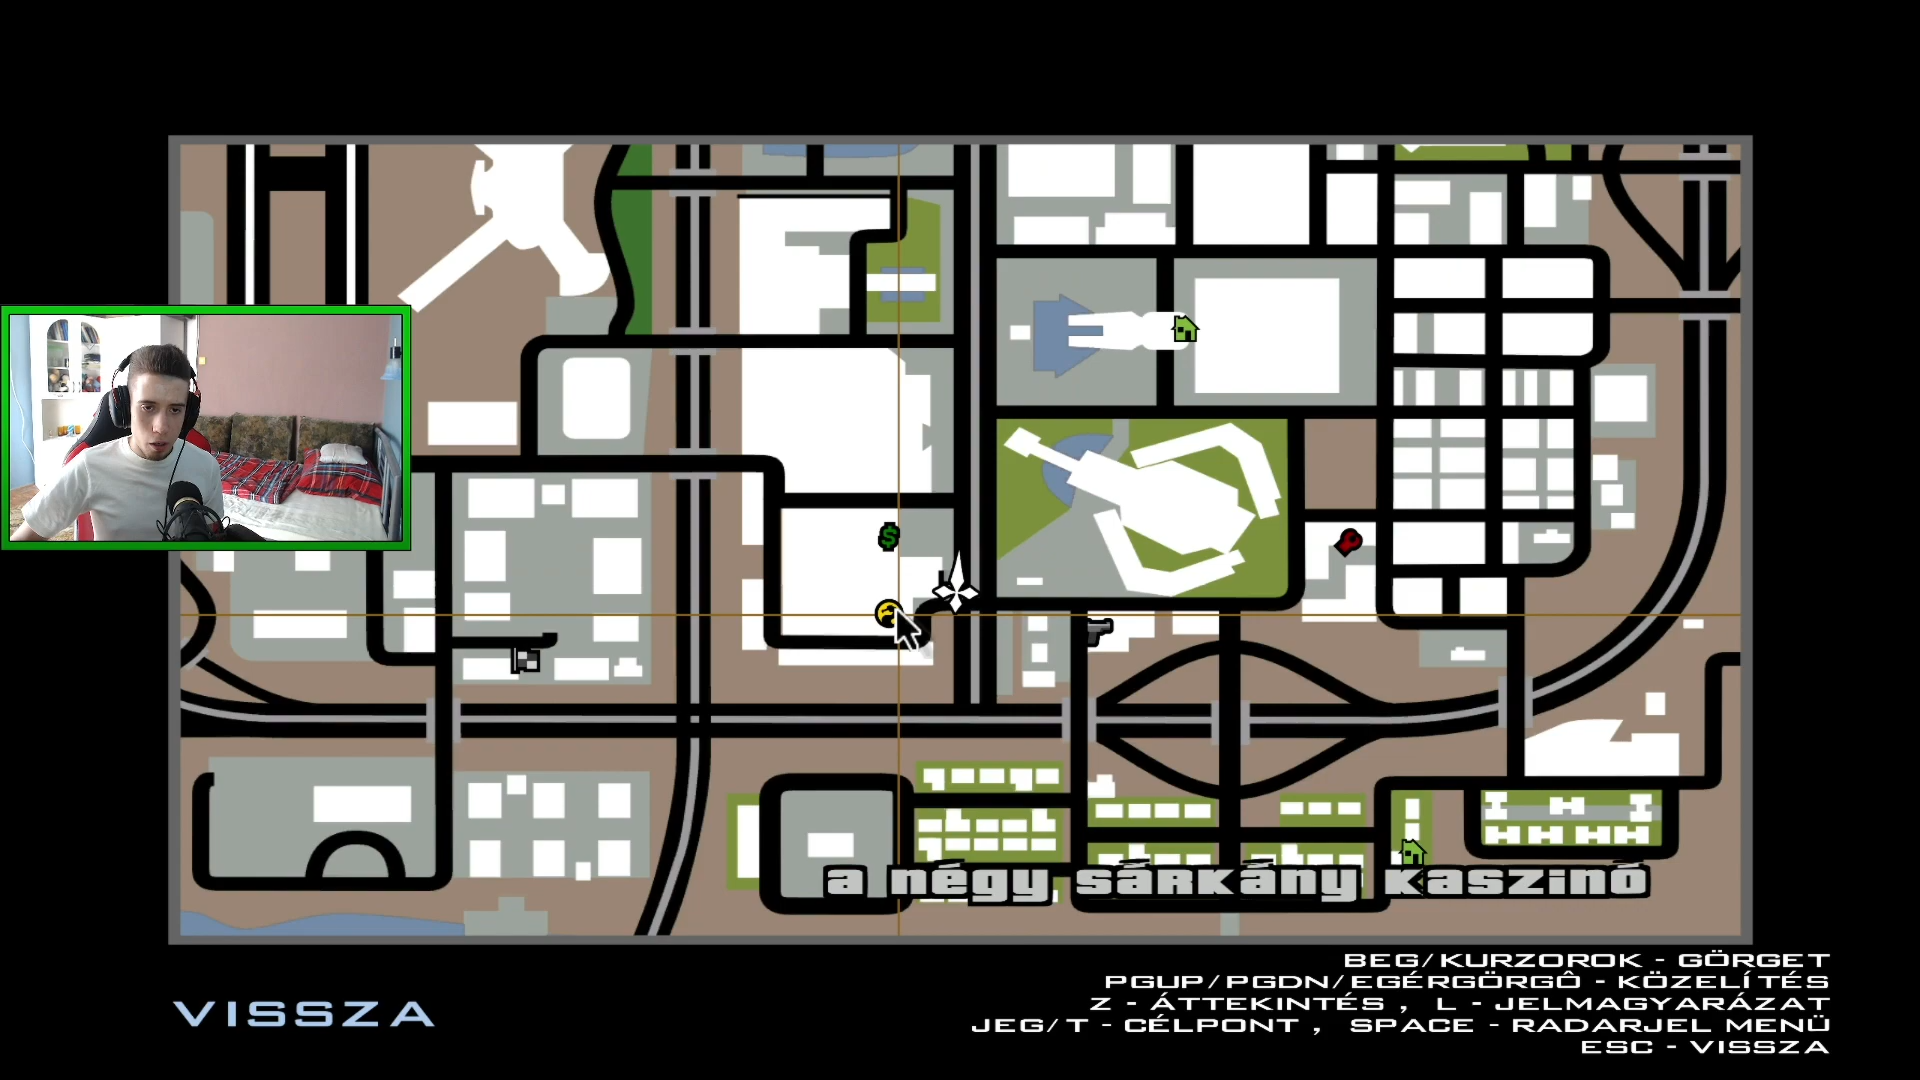 a négy sárkány kaszinó
BEG/KURZOROK - GÖRGET
PGUP/PGDN/EGÉRGÖRGÔ - KÖZELÍTÉS
Z - ÁTTEKINTÉS , L - JELMAGYARÁZAT
JEG/T - CÉLPONT , SPACE - RADARJEL MENÜ
VISSZA
ESC - VISSZA